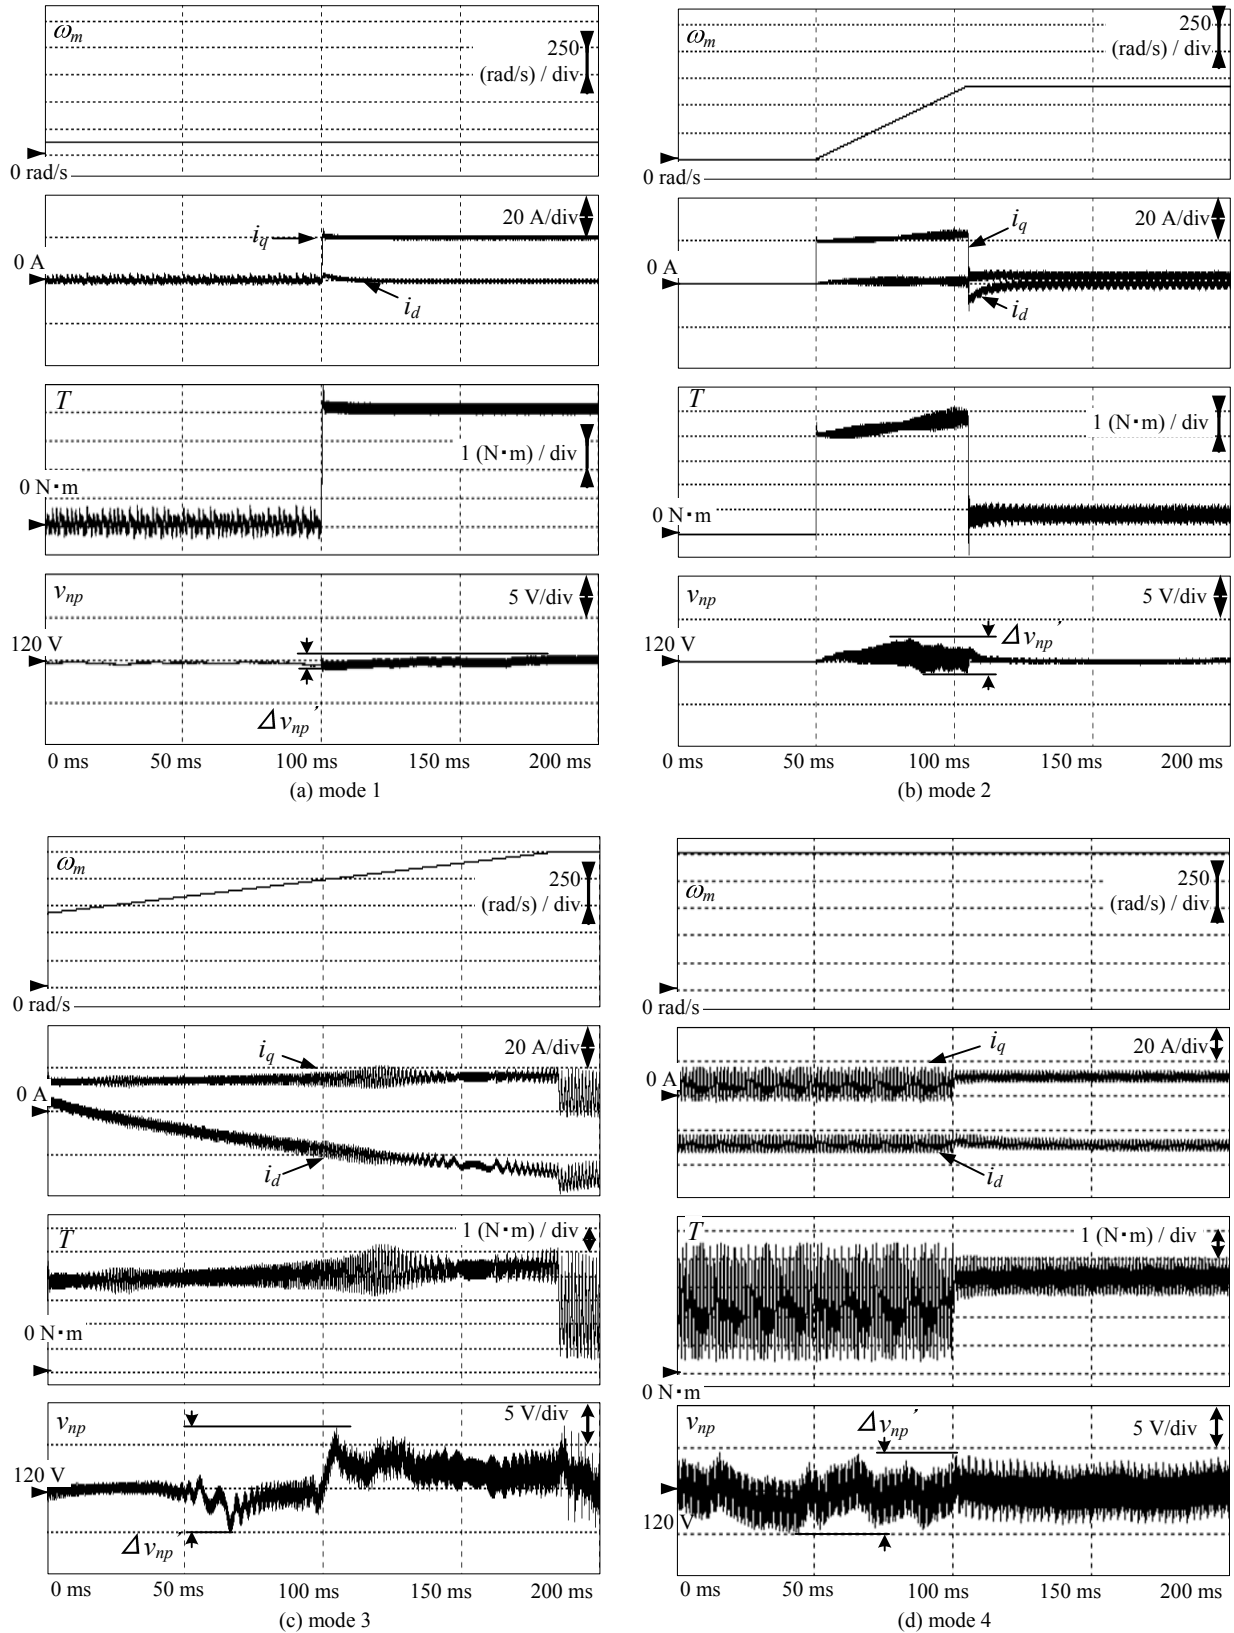 ω_m
250
(rad/s) / div
0 rad/s
20 A/div
i_q
0 A
i_d
T
1 (N·m) / div
0 N·m
v_np
5 V/div
120 V
Δv_np′
0 ms 50 ms 100 ms 150 ms 200 ms
(a) mode 1
ω_m
250
(rad/s) / div
0 rad/s
20 A/div
i_q
0 A
i_d
T
1 (N·m) / div
0 N·m
v_np
5 V/div
Δv_np′
120 V
0 ms 50 ms 100 ms 150 ms 200 ms
(b) mode 2
ω_m
250
(rad/s) / div
0 rad/s
i_q
20 A/div
0 A
i_d
1 (N·m) / div
T
0 N·m
v_np
5 V/div
120 V
Δv_np′
0 ms 50 ms 100 ms 150 ms 200 ms
(c) mode 3
ω_m
250
(rad/s) / div
0 rad/s
i_q
20 A/div
0 A
i_d
T
1 (N·m) / div
0 N·m
v_np
Δv_np′
5 V/div
120 V
0 ms 50 ms 100 ms 150 ms 200 ms
(d) mode 4